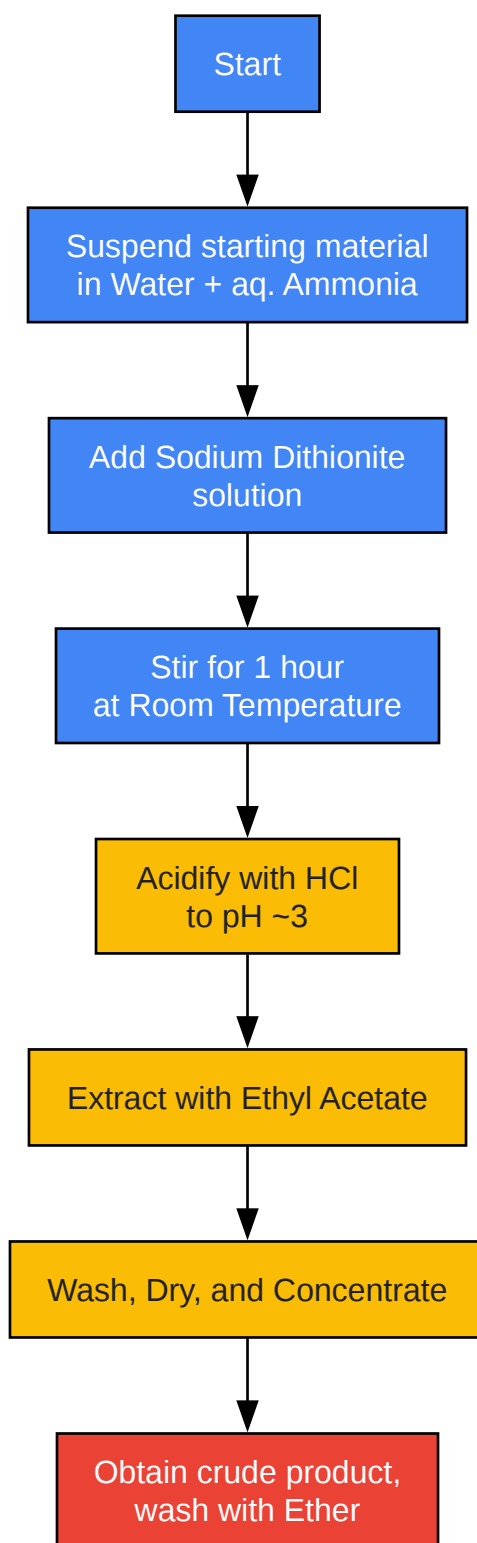 Start
Suspend starting material
in Water + aq. Ammonia
Add Sodium Dithionite
solution
Stir for 1 hour
at Room Temperature
Acidify with HCl
to pH ~3
Extract with Ethyl Acetate
Wash, Dry, and Concentrate
Obtain crude product,
wash with Ether